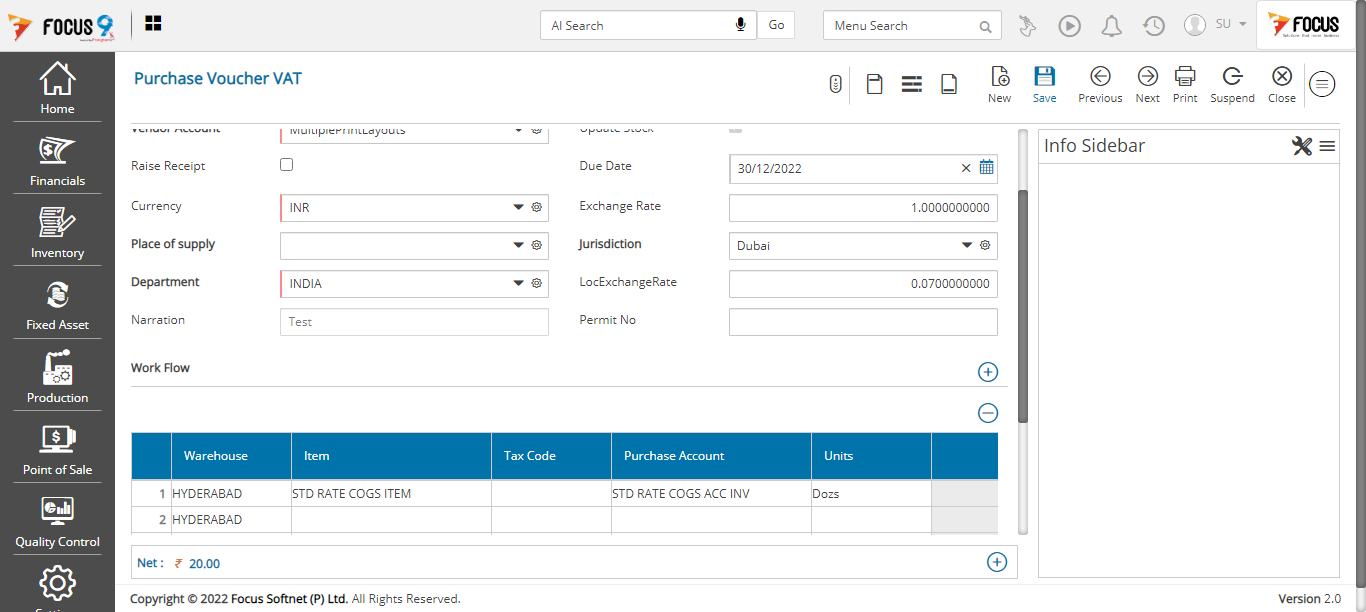 FOCUS 9
AI Search
Go
Menu Search
SU
FOCUS
Home
Financials
Inventory
Fixed Asset
Production
Point of Sale
Quality Control
Purchase Voucher VAT
New
Save
Previous
Next
Print
Suspend
Close
Vendor Account MultiplePrintLayouts Update Stock
Raise Receipt Due Date 30/12/2022
Currency INR Exchange Rate 1.0000000000
Place of supply Jurisdiction Dubai
Department INDIA LocExchangeRate 0.0700000000
Narration Test Permit No
Work Flow
Warehouse Item Tax Code Purchase Account Units
1 HYDERABAD STD RATE COGS ITEM STD RATE COGS ACC INV Dozs
2 HYDERABAD
Net : ₹ 20.00
Info Sidebar
Copyright © 2022 Focus Softnet (P) Ltd. All Rights Reserved.
Version 2.0